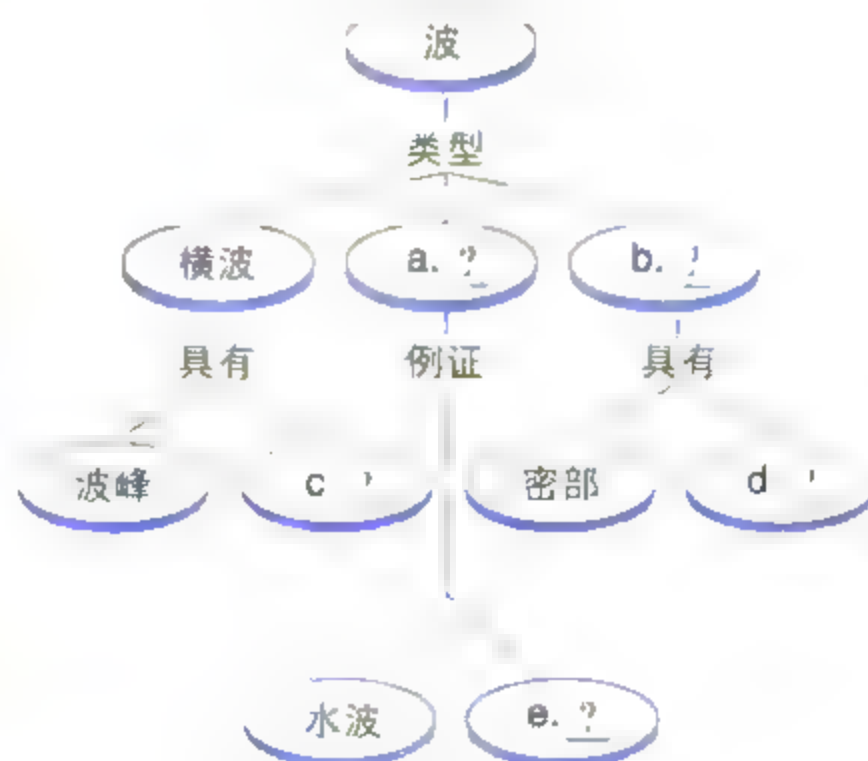 波
类型
横波 a. ? b. ?
具有 例证 具有
波峰 c 密部 d
水波 e. ?